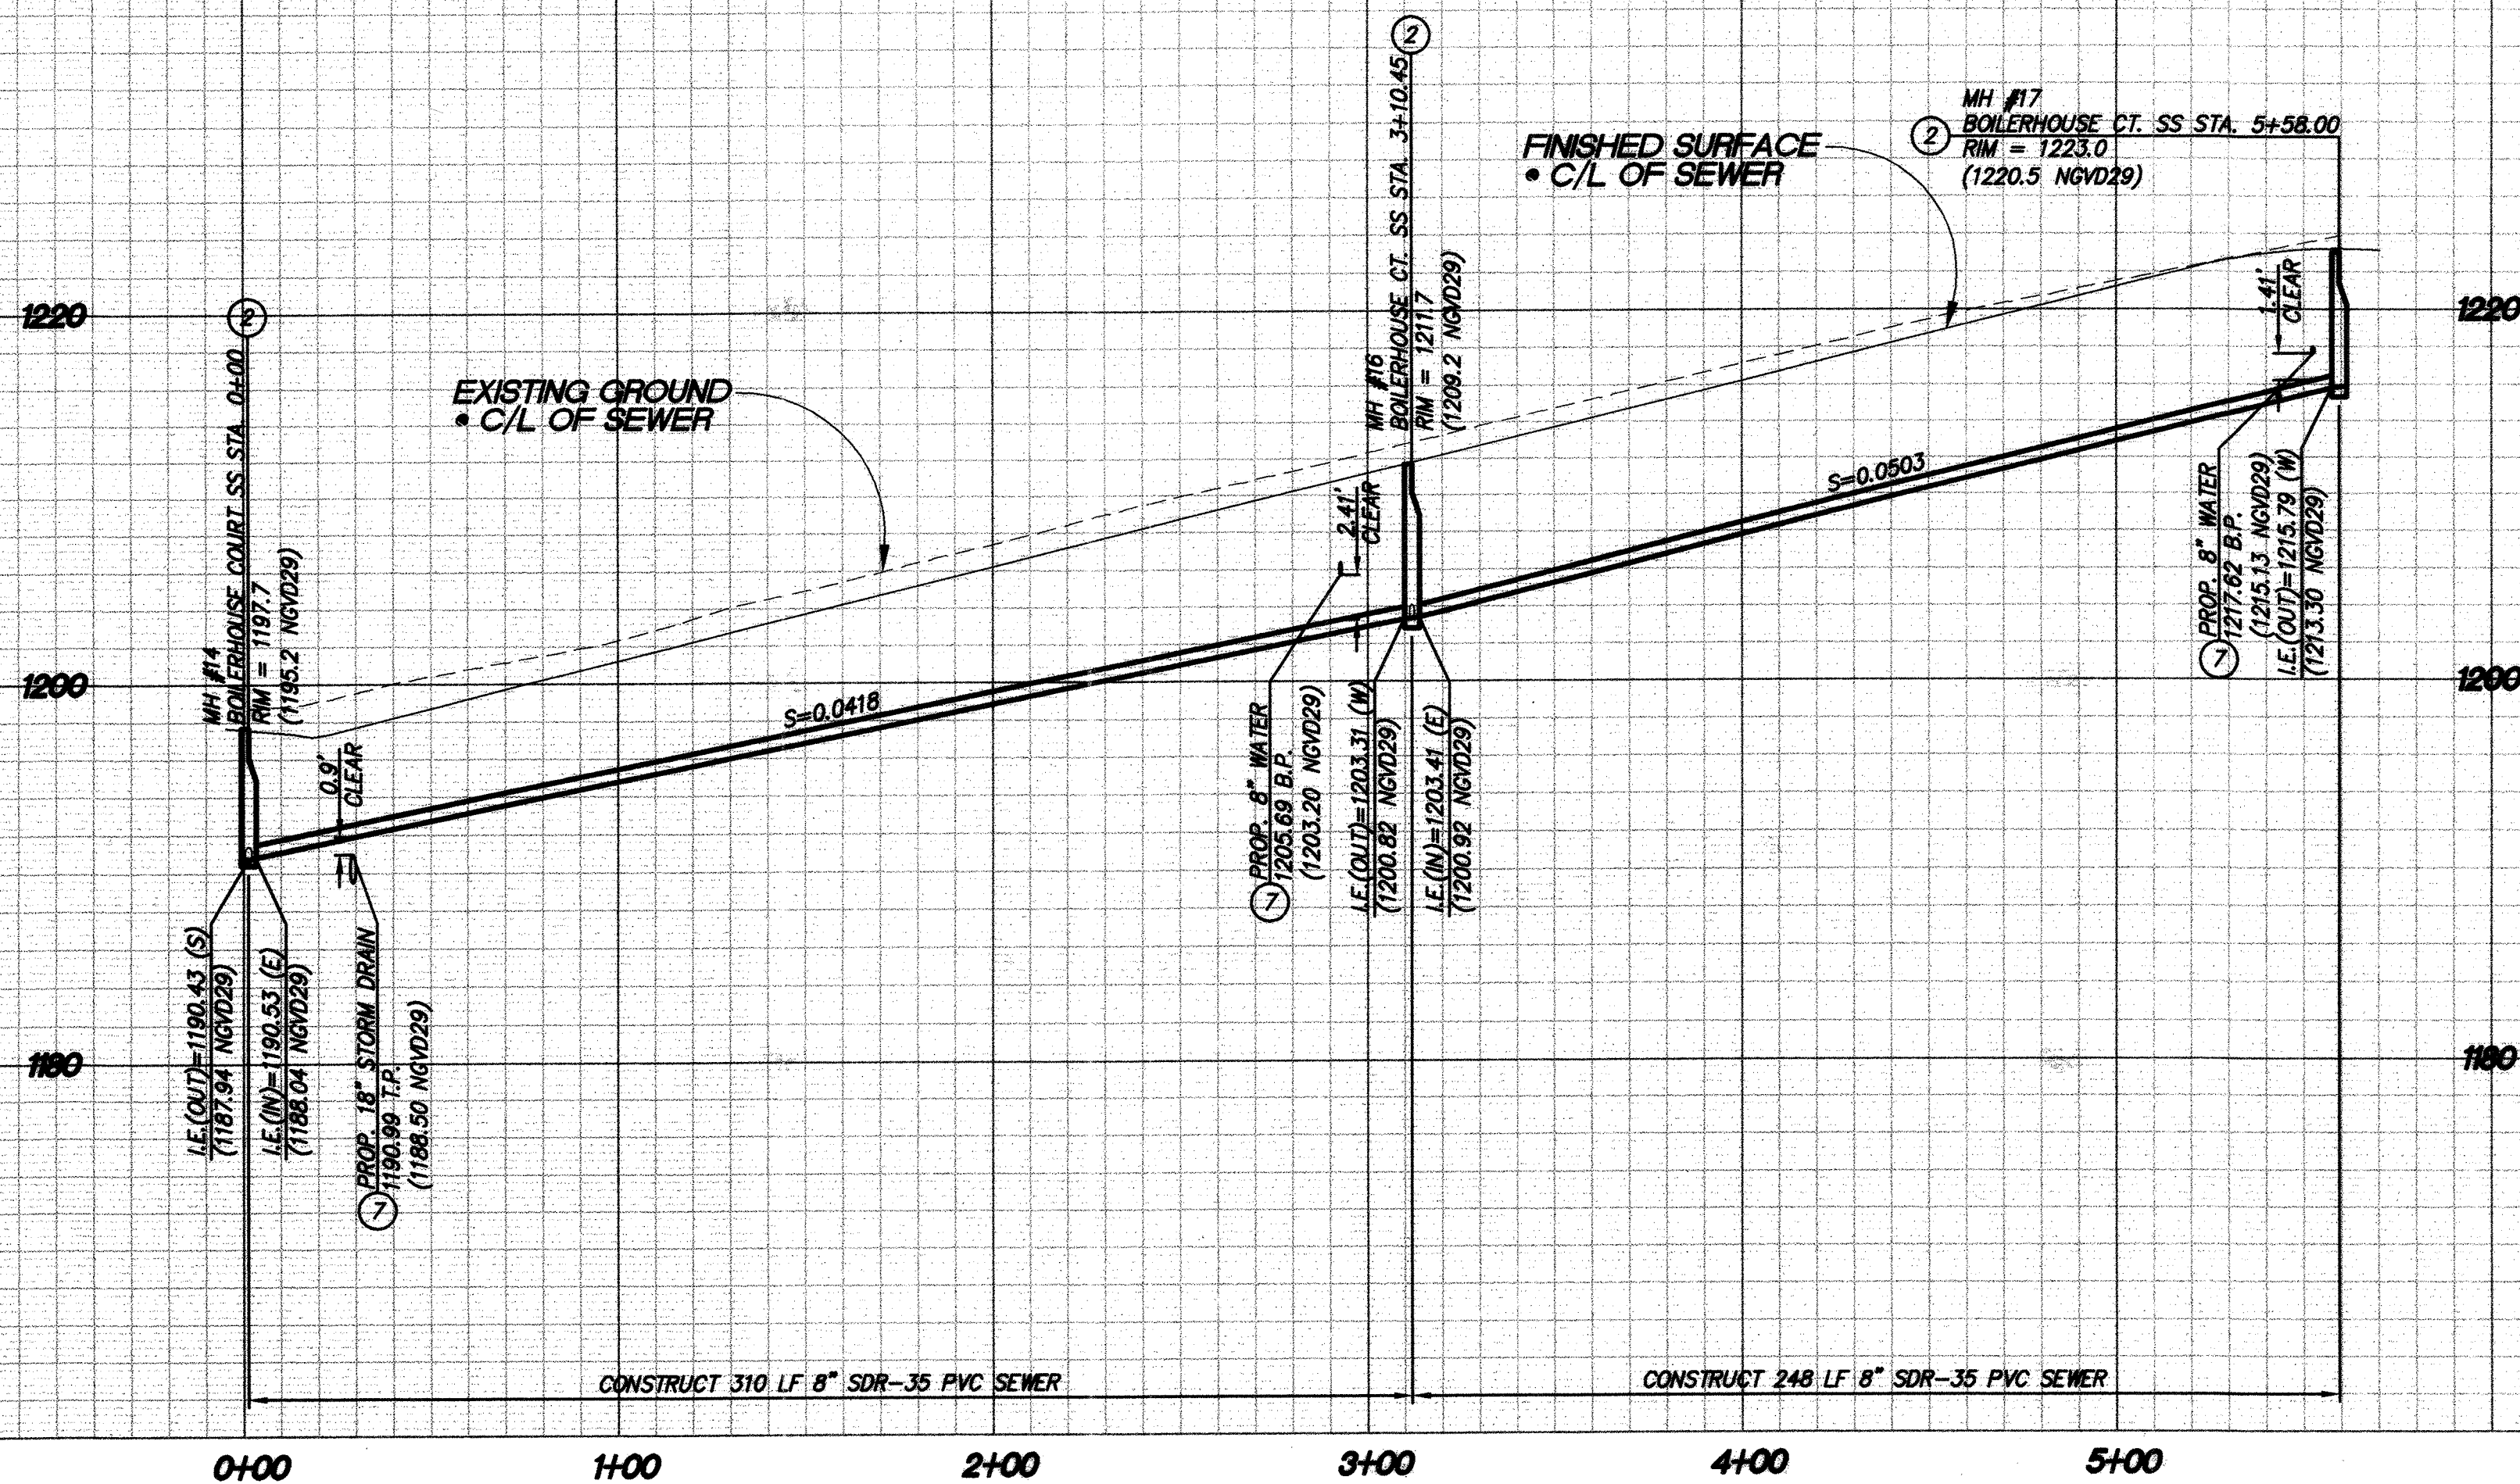 2
MH #17
BOILERHOUSE CT. SS STA. 5+58.00
2
RIM = 1223.0
(1220.5 NGVD29)
FINISHED SURFACE
• C/L OF SEWER
MH #16
BOILERHOUSE CT. SS STA. 3+10.45
RIM = 1211.7
(1209.2 NGVD29)
1220
2
1220
1.41'
CLEAR
EXISTING GROUND
• C/L OF SEWER
MH #14
BOILERHOUSE COURT SS STA. 0+00
RIM = 1197.7
(1195.2 NGVD29)
2.41'
CLEAR
S=0.0503
PROP. 8" WATER
1217.62 B.P.
(1215.13 NGVD29)
7
I.E.(OUT)=1215.79 (W)
(1213.30 NGVD29)
1200
1200
S=0.0418
0.9'
CLEAR
PROP. 8" WATER
1205.69 B.P.
(1203.20 NGVD29)
7
I.E.(OUT)=1203.31 (W)
(1200.82 NGVD29)
I.E.(IN)=1203.41 (E)
(1200.92 NGVD29)
I.E.(OUT)=1190.43 (S)
(1187.94 NGVD29)
I.E.(IN)=1190.53 (E)
(1188.04 NGVD29)
PROP. 18" STORM DRAIN
1190.99 T.P.
(1188.50 NGVD29)
7
1180
1180
CONSTRUCT 310 LF 8" SDR-35 PVC SEWER
CONSTRUCT 248 LF 8" SDR-35 PVC SEWER
0+00
1+00
2+00
3+00
4+00
5+00